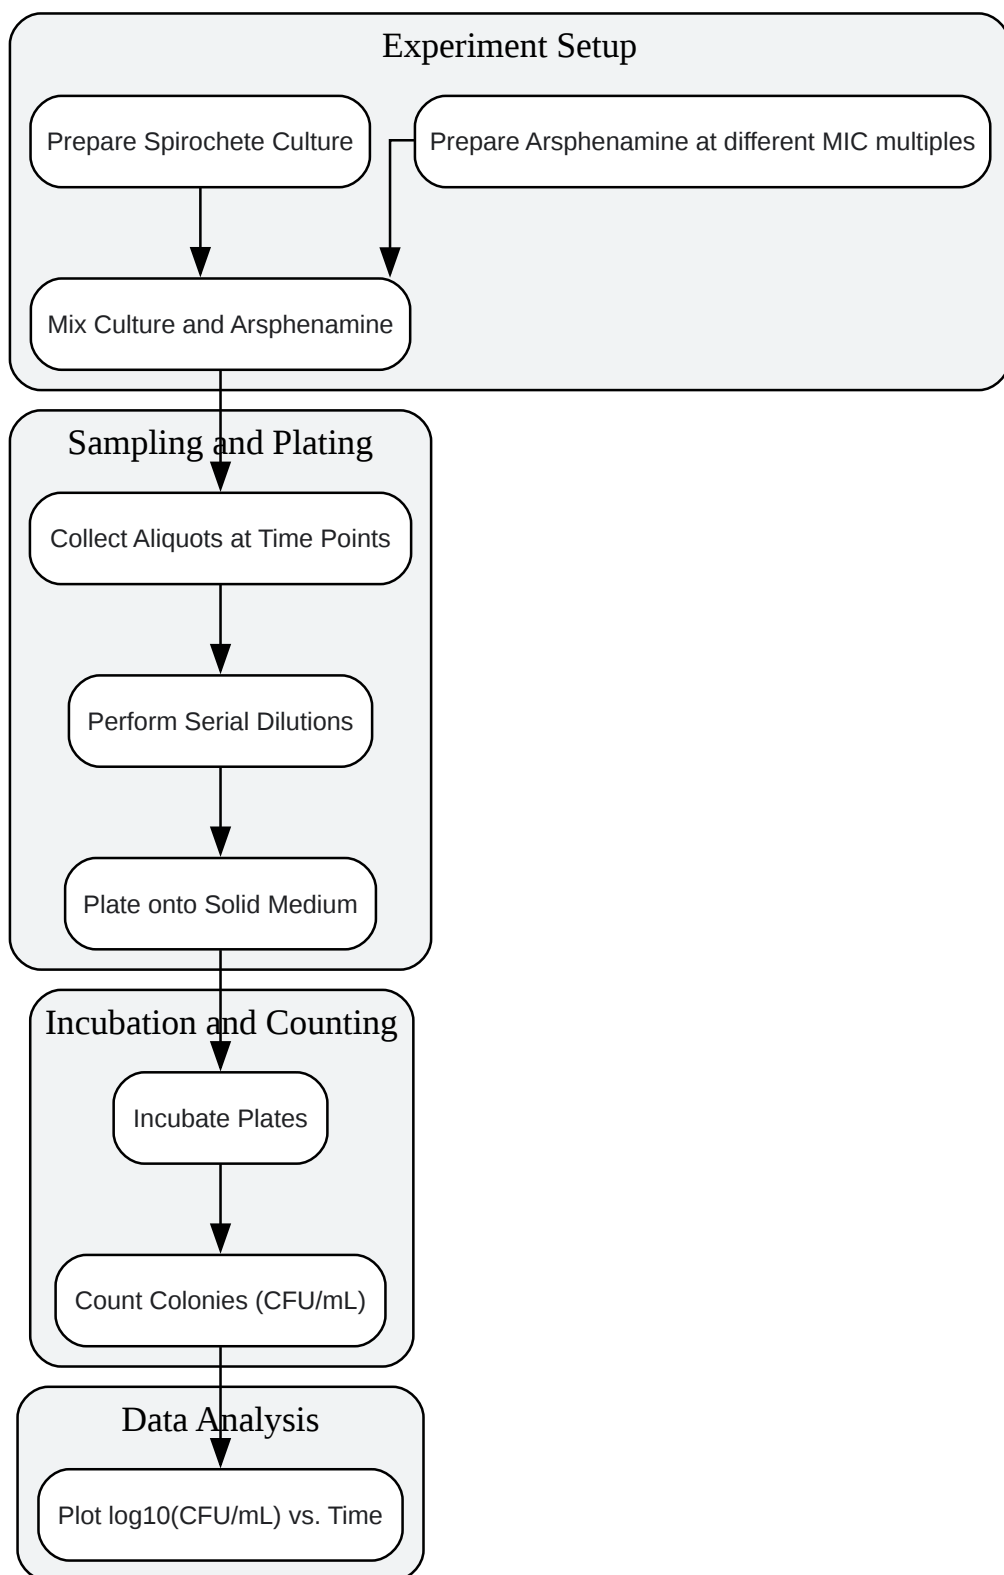 Experiment Setup
Prepare Spirochete Culture
Prepare Arsphenamine at different MIC multiples
Mix Culture and Arsphenamine
Sampling and Plating
Collect Aliquots at Time Points
Perform Serial Dilutions
Plate onto Solid Medium
Incubation and Counting
Incubate Plates
Count Colonies (CFU/mL)
Data Analysis
Plot log10(CFU/mL) vs. Time